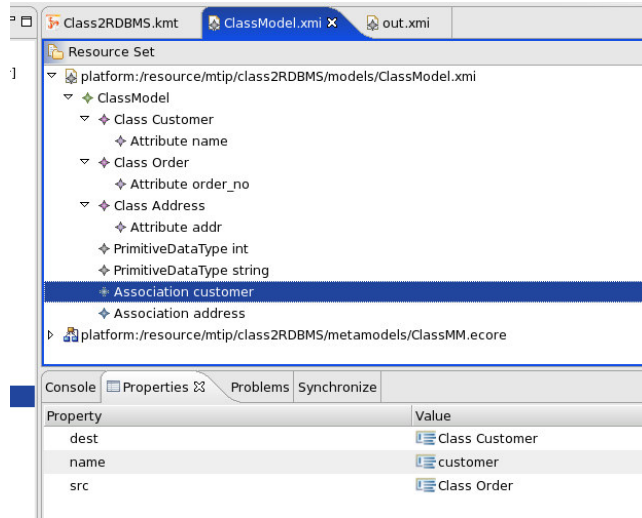 Class2RDBMS.kmt ClassModel.xmi out.xmi
Resource Set
platform:/resource/mtip/class2RDBMS/models/ClassModel.xmi
ClassModel
Class Customer
Attribute name
Class Order
Attribute order_no
Class Address
Attribute addr
PrimitiveDataType int
PrimitiveDataType string
Association customer
Association address
platform:/resource/mtip/class2RDBMS/metamodels/ClassMM.ecore
Console Properties Problems Synchronize
Property Value
dest Class Customer
name customer
src Class Order